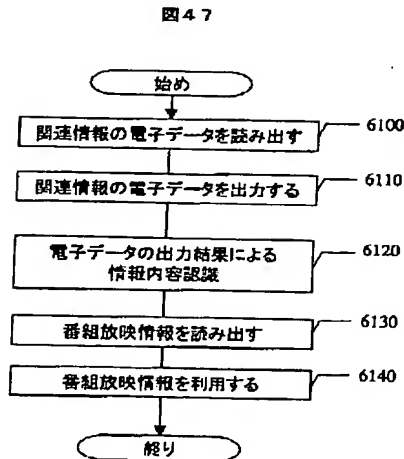 図47
始め
関連情報の電子データを読み出す
6100
関連情報の電子データを出力する
6110
電子データの出力結果による
情報内容認識
6120
番組放映情報を読み出す
6130
番組放映情報を利用する
6140
終り